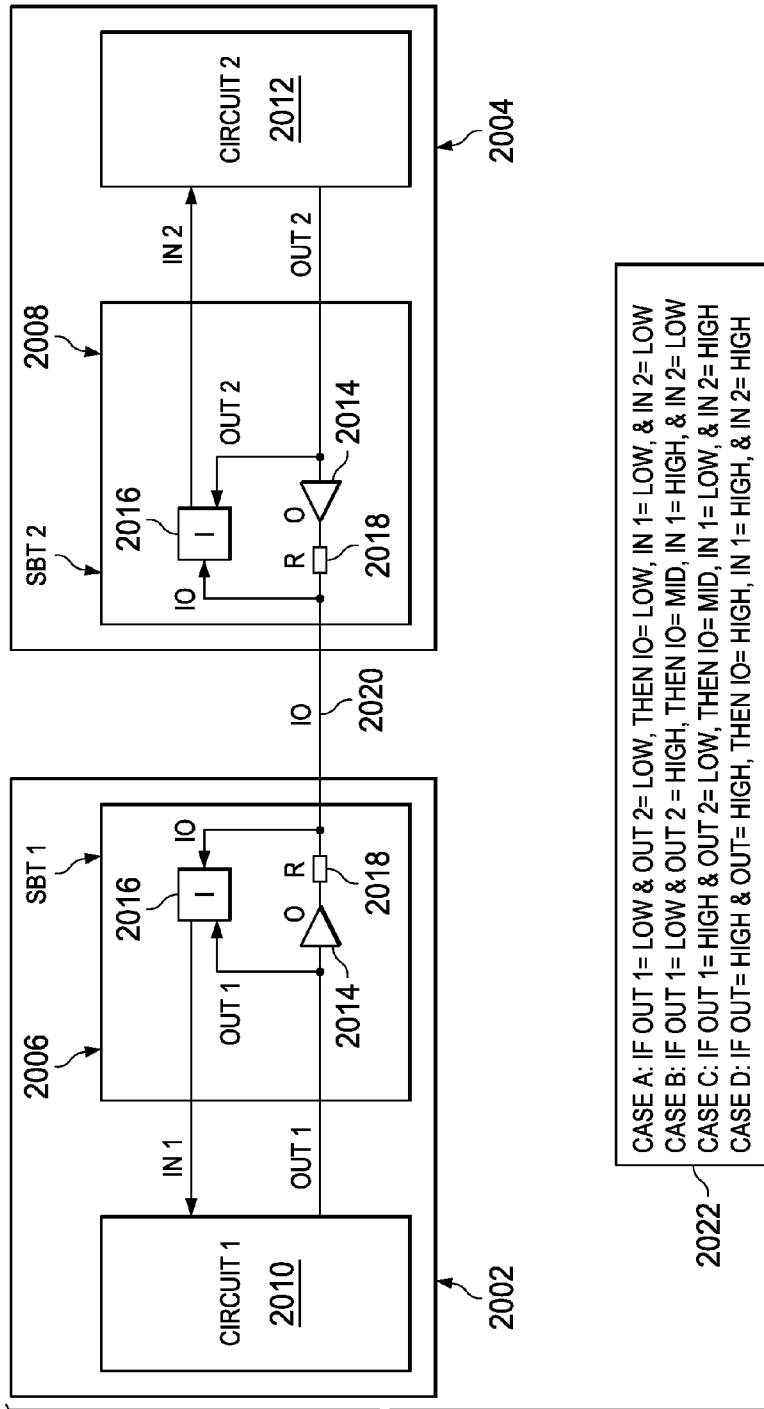 SBT 1
SBT 2
2006
2008
CIRCUIT 1
2010
IN 1
OUT 1
2016
I
IO
OUT 1
O
R
2014
2018
IO
2020
2016
I
IO
OUT 2
O
R
2014
2018
IN 2
OUT 2
CIRCUIT 2
2012
2002
2004
CASE A: IF OUT 1= LOW & OUT 2= LOW, THEN IO= LOW, IN 1= LOW, & IN 2= LOW
CASE B: IF OUT 1= LOW & OUT 2 = HIGH, THEN IO= MID, IN 1= HIGH, & IN 2= LOW
CASE C: IF OUT 1= HIGH & OUT 2= LOW, THEN IO= MID, IN 1= LOW, & IN 2= HIGH
CASE D: IF OUT= HIGH & OUT= HIGH, THEN IO= HIGH, IN 1= HIGH, & IN 2= HIGH
2022